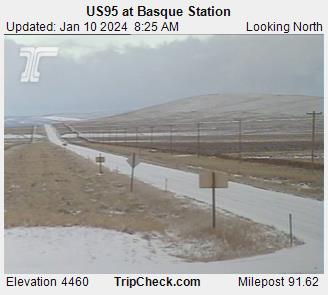 US95 at Basque Station
Updated: Jan 10 2024 8:25 AM Looking North
Elevation 4460 TripCheck.com Milepost 91.62